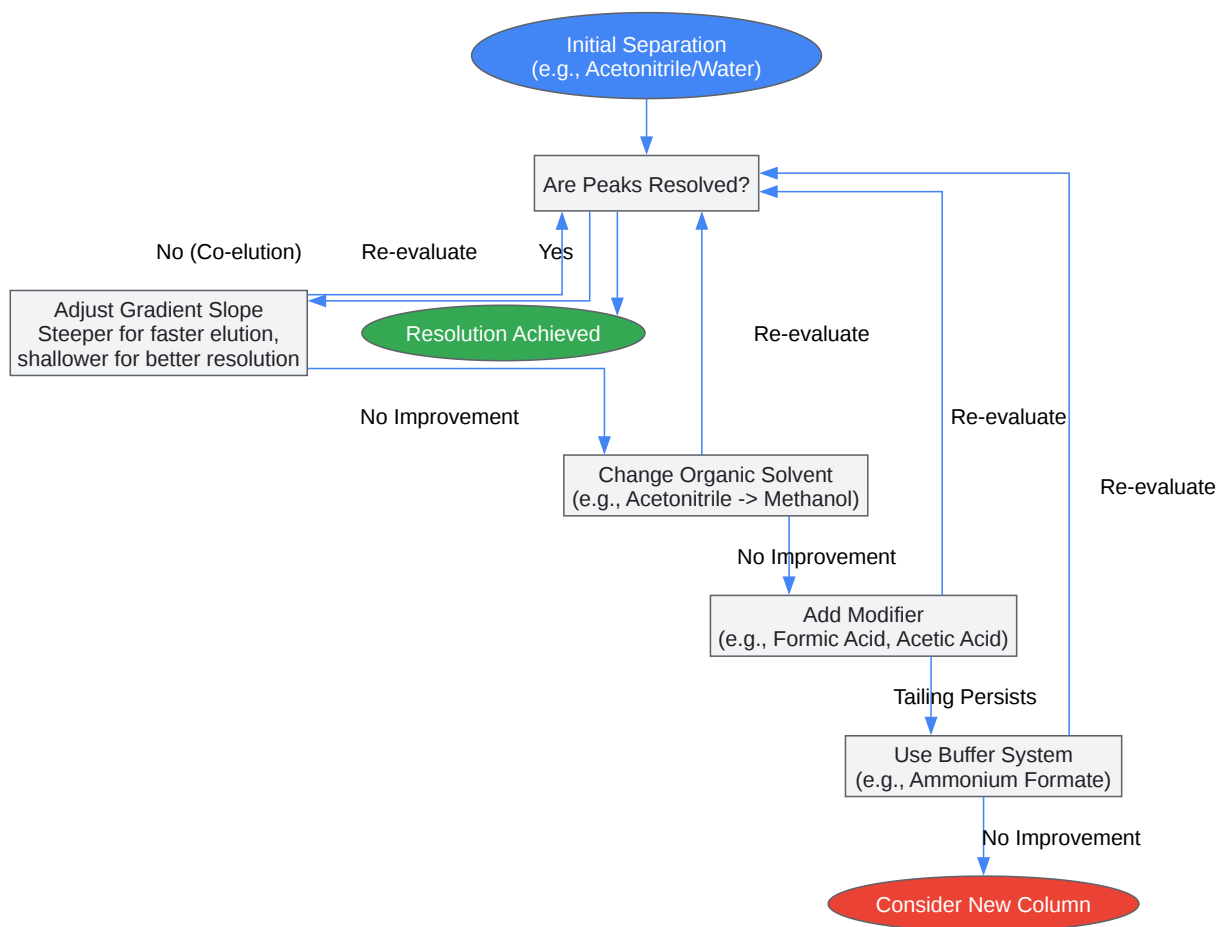 Initial Separation
(e.g., Acetonitrile/Water)
Are Peaks Resolved?
No (Co-elution)
Re-evaluate
Yes
Adjust Gradient Slope
Steeper for faster elution,
shallower for better resolution
Resolution Achieved
Re-evaluate
No Improvement
Re-evaluate
Change Organic Solvent
(e.g., Acetonitrile -> Methanol)
Re-evaluate
No Improvement
Add Modifier
(e.g., Formic Acid, Acetic Acid)
Tailing Persists
Use Buffer System
(e.g., Ammonium Formate)
No Improvement
Consider New Column